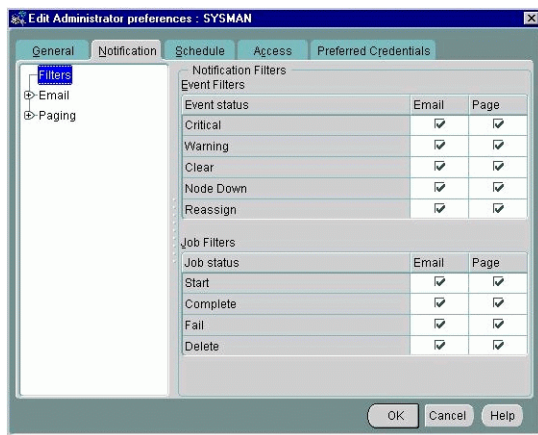 Edit Administrator preferences : SYSMAN
General Notification Schedule Access Preferred Credentials
Filters
Email
Paging
Notification Filters
Event Filters
Event status Email Page
Critical
Warning
Clear
Node Down
Reassign
Job Filters
Job status Email Page
Start
Complete
Fail
Delete
OK Cancel Help